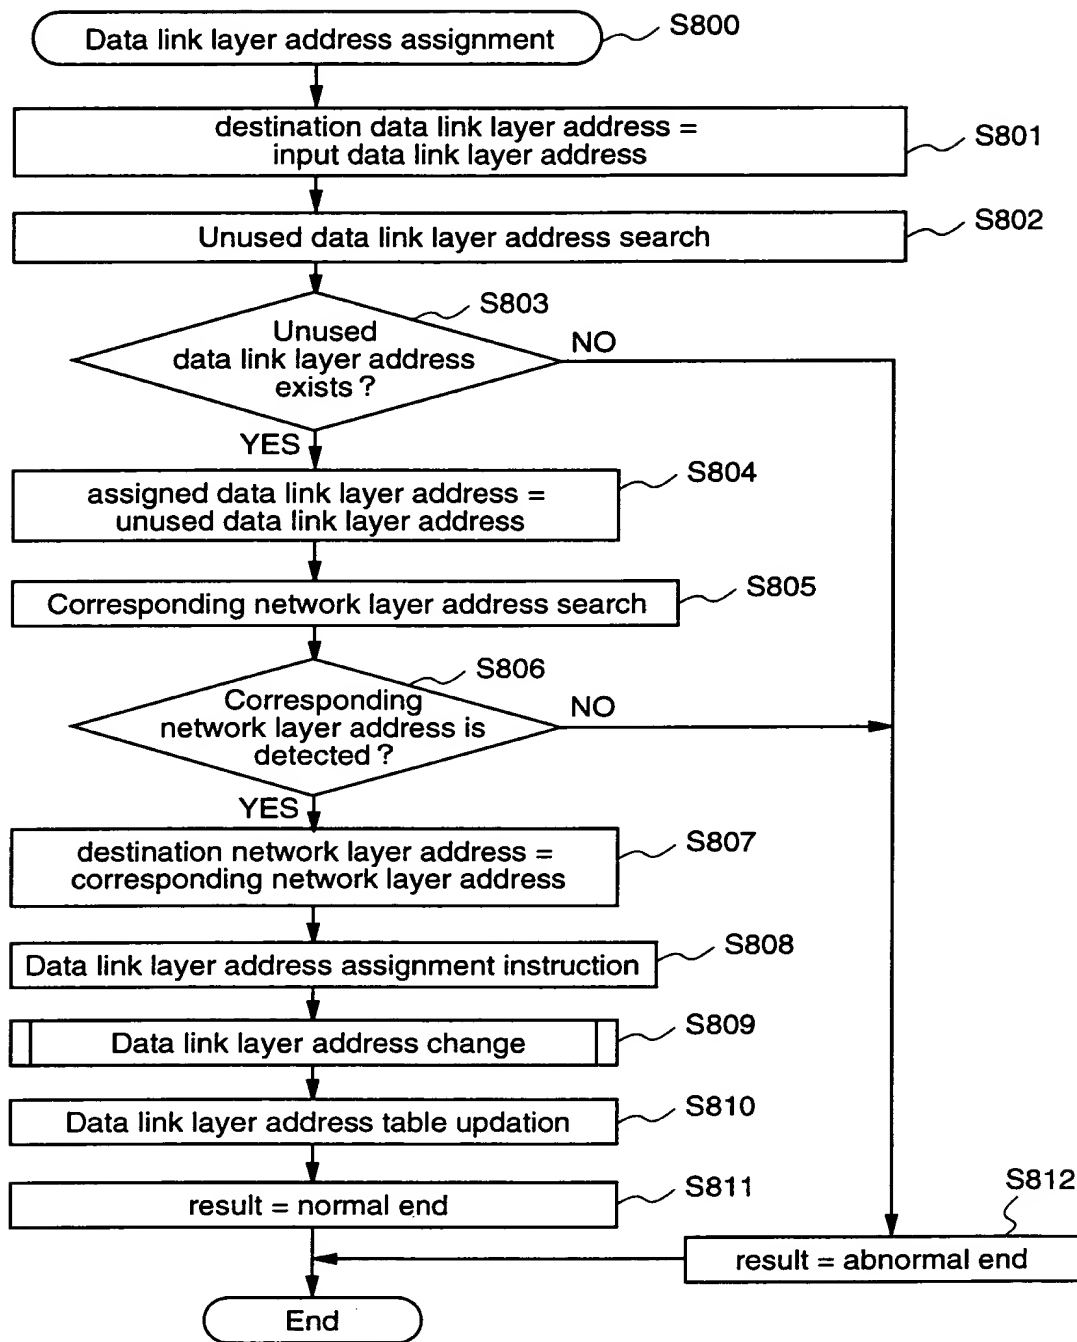 Data link layer address assignment
S800
destination data link layer address =
input data link layer address
S801
Unused data link layer address search
S802
S803
Unused
data link layer address
exists ?
NO
YES
assigned data link layer address =
unused data link layer address
S804
Corresponding network layer address search
S805
S806
Corresponding
network layer address is
detected ?
NO
YES
destination network layer address =
corresponding network layer address
S807
Data link layer address assignment instruction
S808
Data link layer address change
S809
Data link layer address table updation
S810
result = normal end
S811
S812
result = abnormal end
End